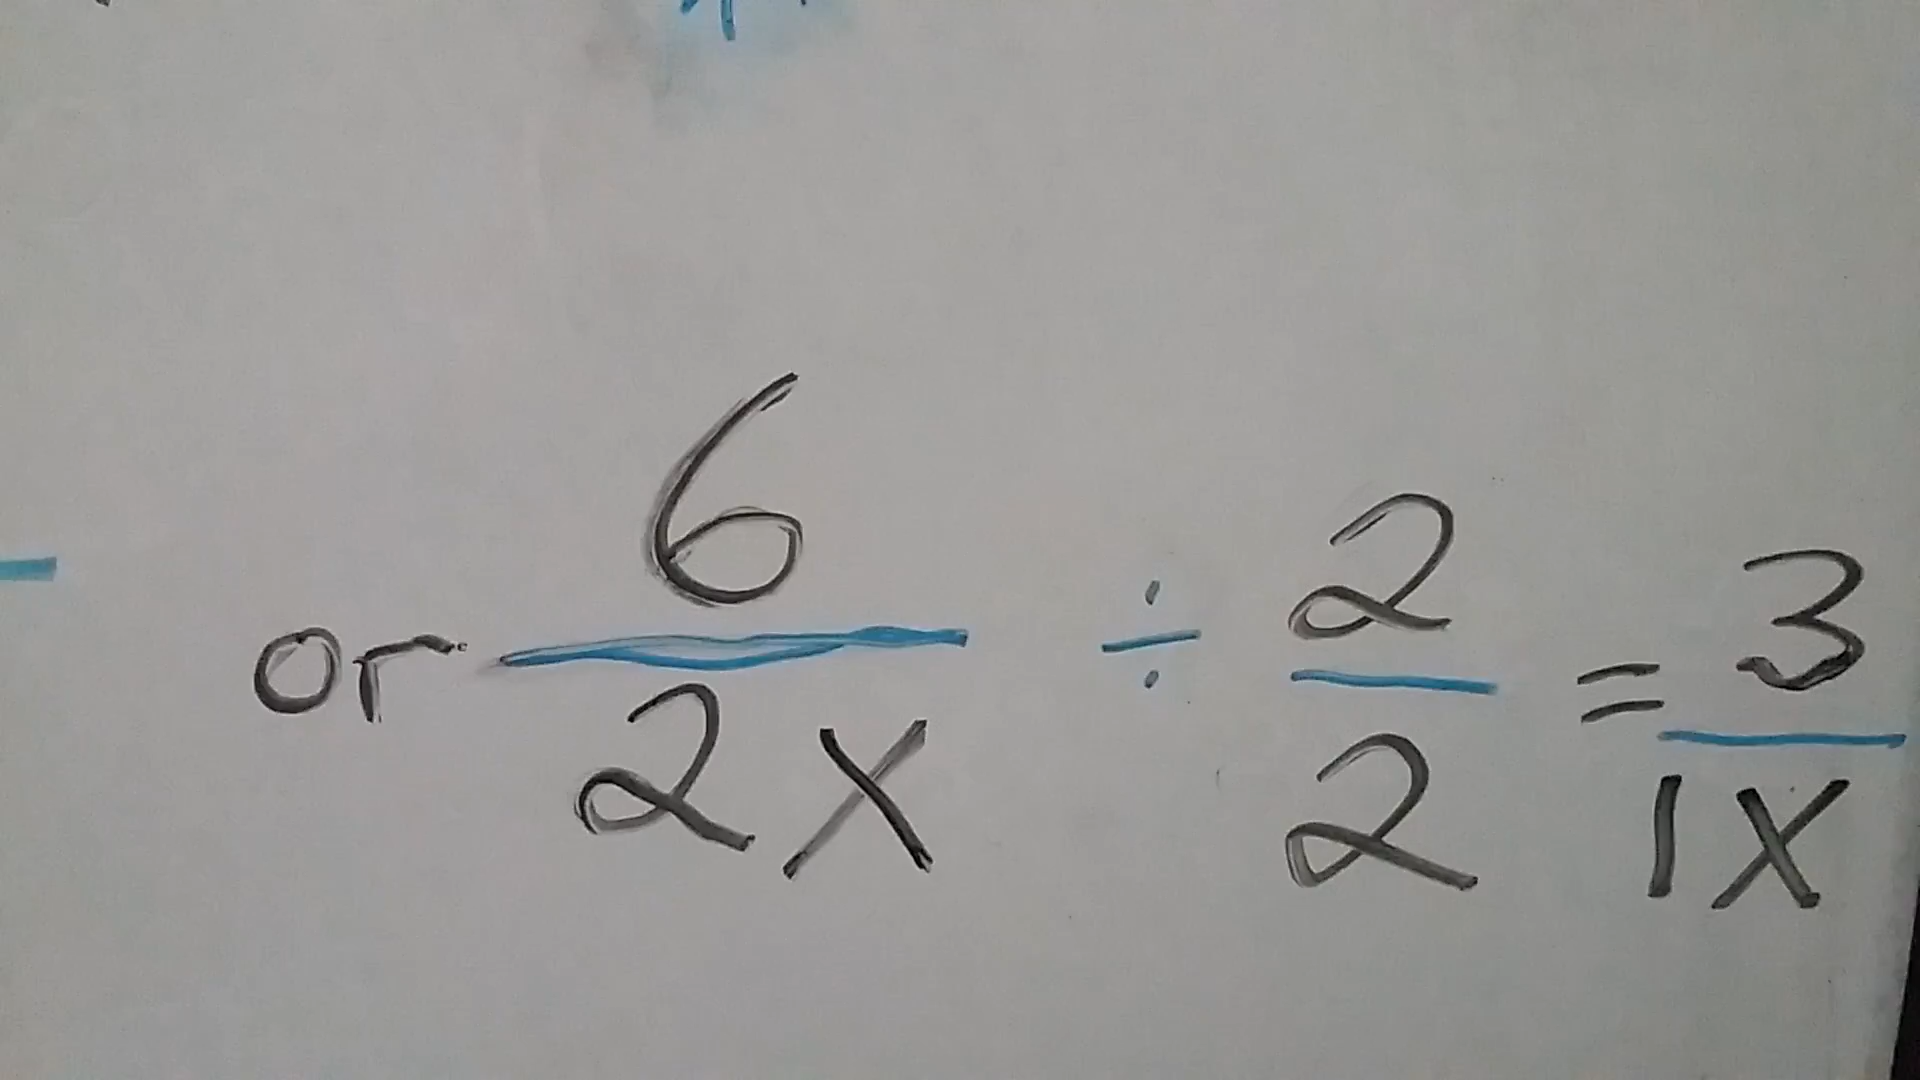 or 6/2x ÷ 2/2 = 3/1x